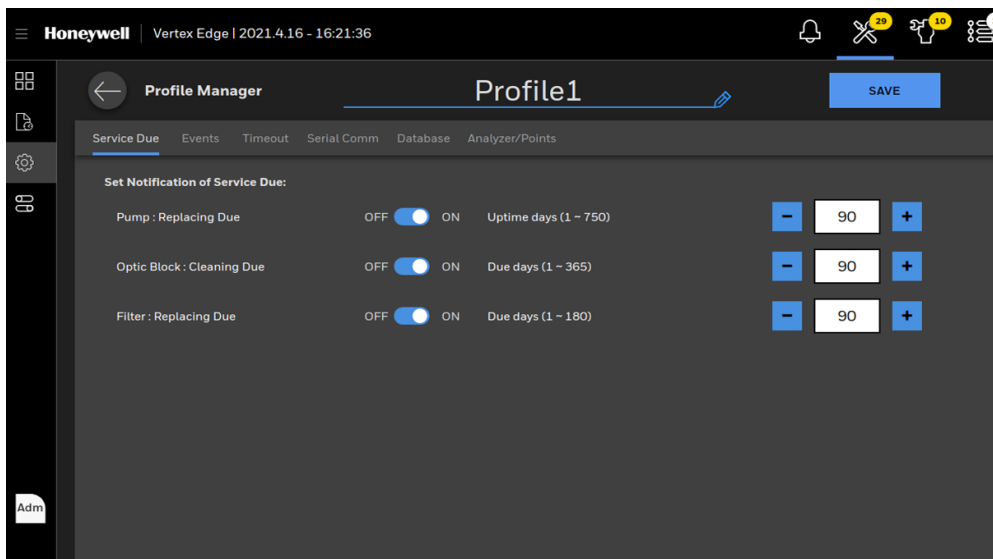 Honeywell Vertex Edge | 2021.4.16 - 16:21:36 29 10
Profile Manager Profile1 SAVE
Service Due Events Timeout Serial Comm Database Analyzer/Points
Set Notification of Service Due:
Pump : Replacing Due OFF ON Uptime days (1 ~ 750) - 90 +
Optic Block : Cleaning Due OFF ON Due days (1 ~ 365) - 90 +
Filter : Replacing Due OFF ON Due days (1 ~ 180) - 90 +
Adm